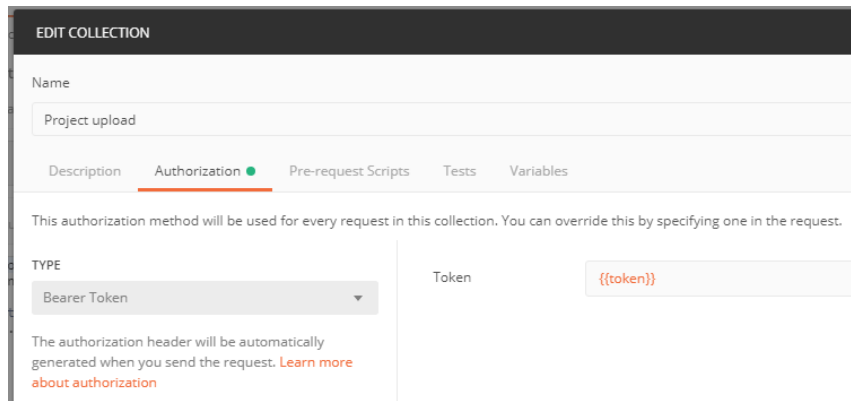 EDIT COLLECTION
Name
Project upload
Description Authorization Pre-request Scripts Tests Variables
This authorization method will be used for every request in this collection. You can override this by specifying one in the request.
TYPE
Bearer Token
The authorization header will be automatically
generated when you send the request. Learn more
about authorization
Token
{{token}}